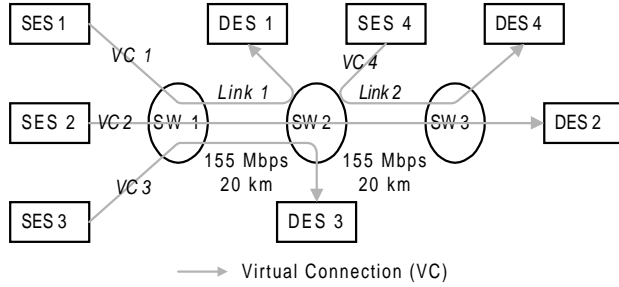 SES 1
DES 1
SES 4
DES 4
VC 1
VC 4
Link 1
Link 2
SES 2
VC 2
SW 1
SW 2
SW 3
DES 2
155 Mbps
20 km
155 Mbps
20 km
VC 3
SES 3
DES 3
Virtual Connection (VC)